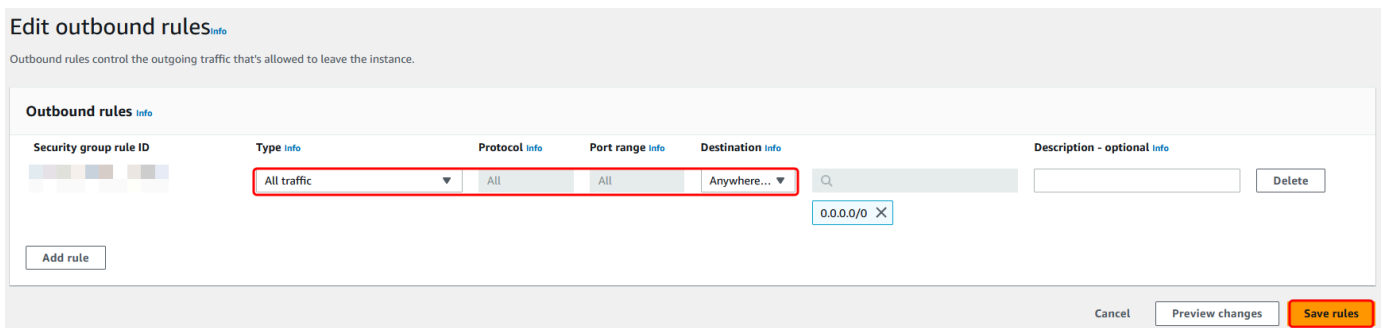 Edit outbound rules Info
Outbound rules control the outgoing traffic that's allowed to leave the instance.
Outbound rules Info
Security group rule ID Type Info Protocol Info Port range Info Destination Info Description - optional Info
All traffic All All Anywhere... Delete
0.0.0.0/0
Add rule
Cancel Preview changes Save rules